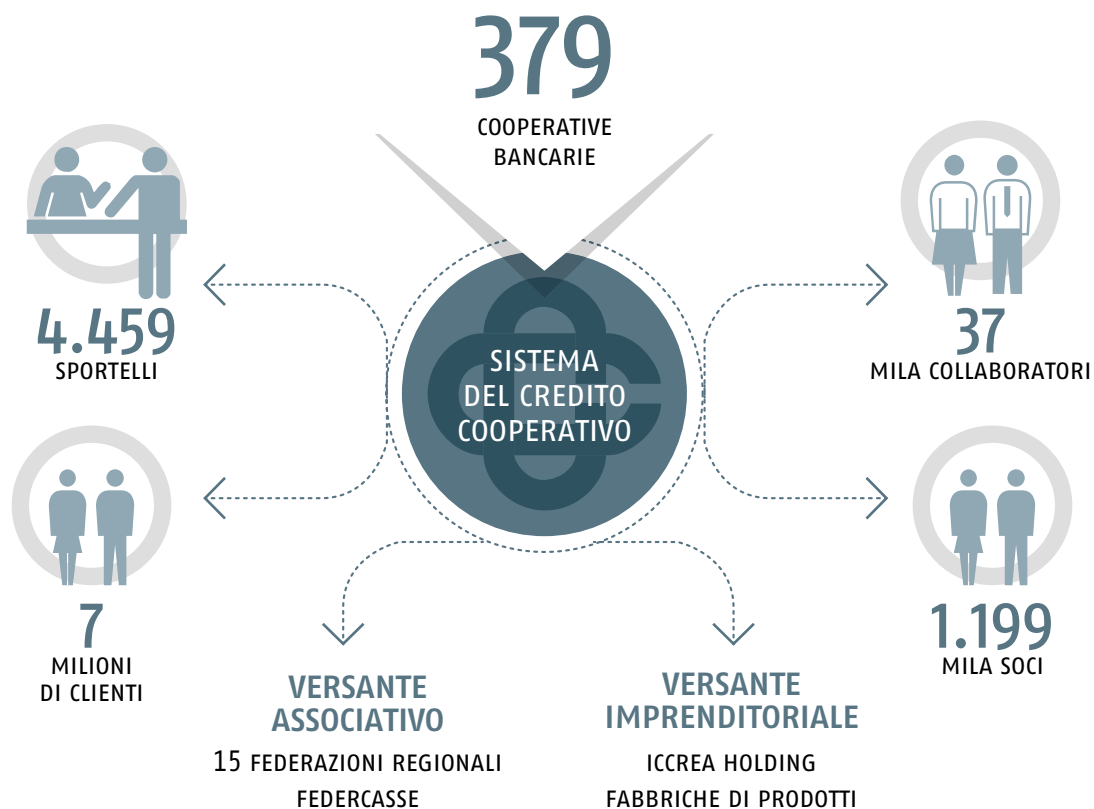 379
COOPERATIVE
BANCARIE
4.459
SPORTELLI
37
MILA COLLABORATORI
SISTEMA
DEL CREDITO
COOPERATIVO
7
MILIONI
DI CLIENTI
1.199
MILA SOCI
VERSANTE
ASSOCIATIVO
15 FEDERAZIONI REGIONALI
FEDERCASSE
VERSANTE
IMPRENDITORIALE
ICCREA HOLDING
FABBRICHE DI PRODOTTI